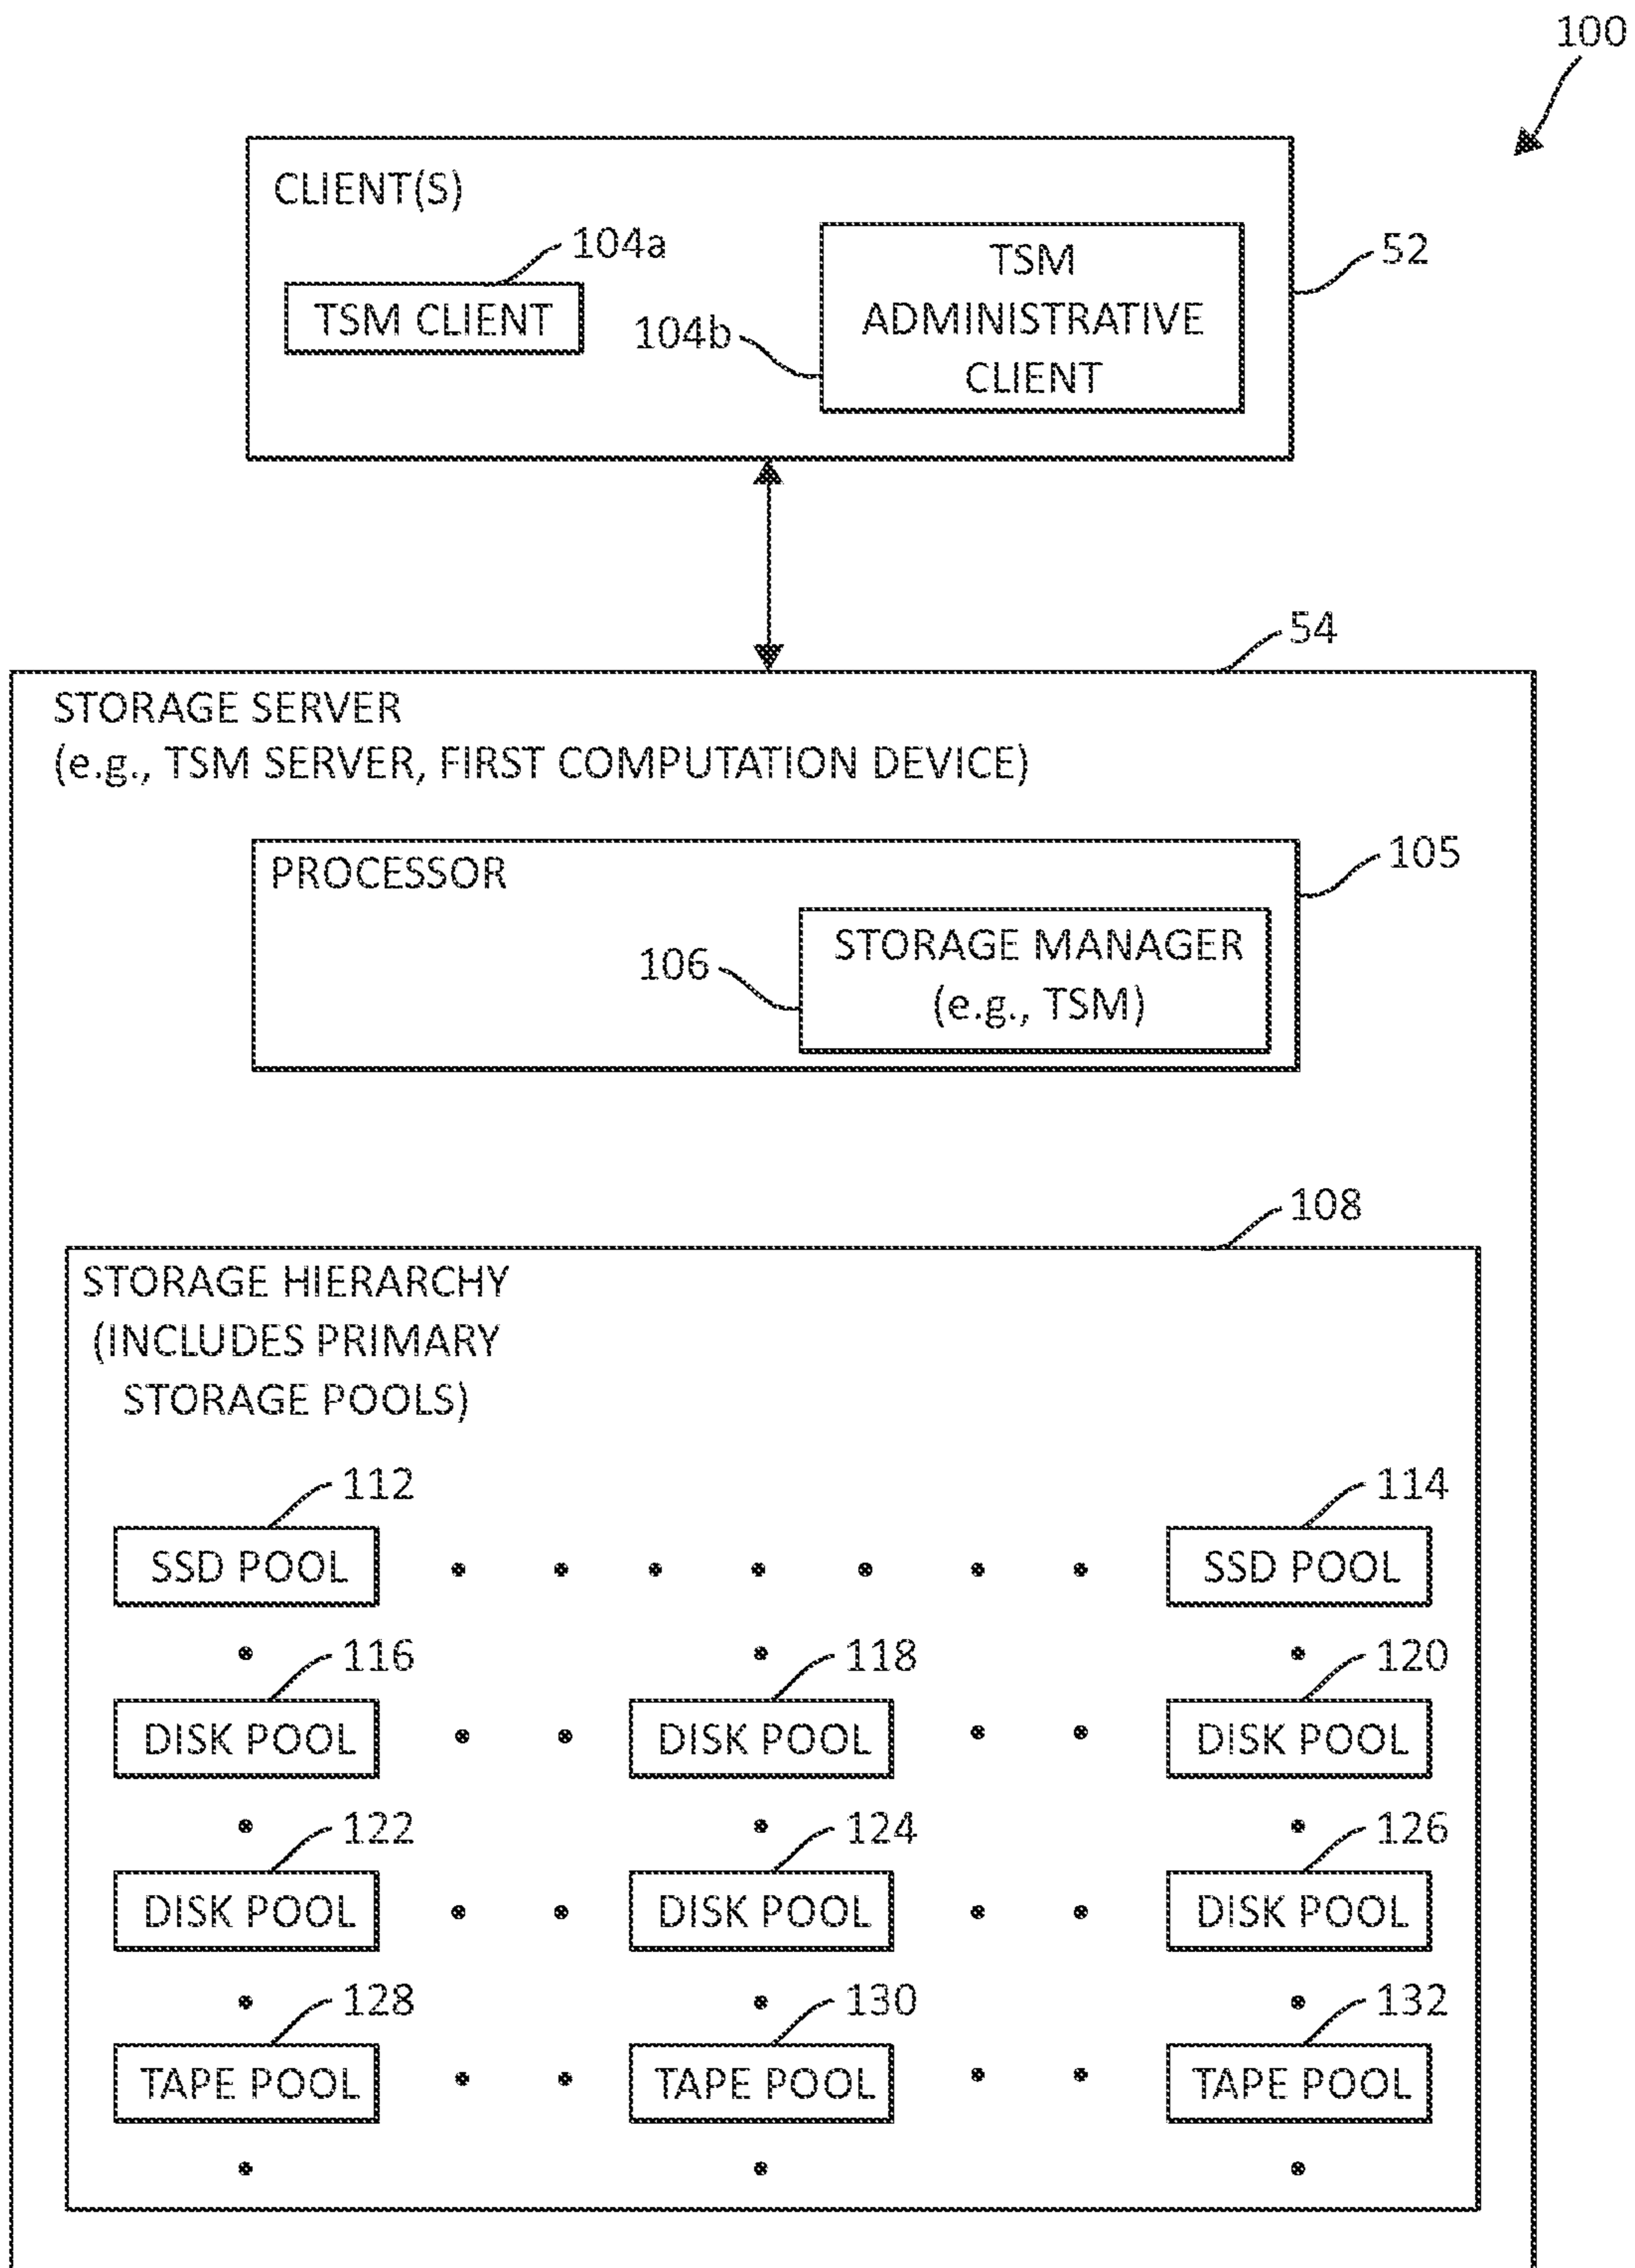 100
CLIENT(S)
104a
TSM CLIENT
104b
TSM
ADMINISTRATIVE
CLIENT
52
54
STORAGE SERVER
(e.g., TSM SERVER, FIRST COMPUTATION DEVICE)
PROCESSOR
105
106
STORAGE MANAGER
(e.g., TSM)
108
STORAGE HIERARCHY
(INCLUDES PRIMARY
STORAGE POOLS)
112
114
SSD POOL
SSD POOL
116
118
120
DISK POOL
DISK POOL
DISK POOL
122
124
126
DISK POOL
DISK POOL
DISK POOL
128
130
132
TAPE POOL
TAPE POOL
TAPE POOL